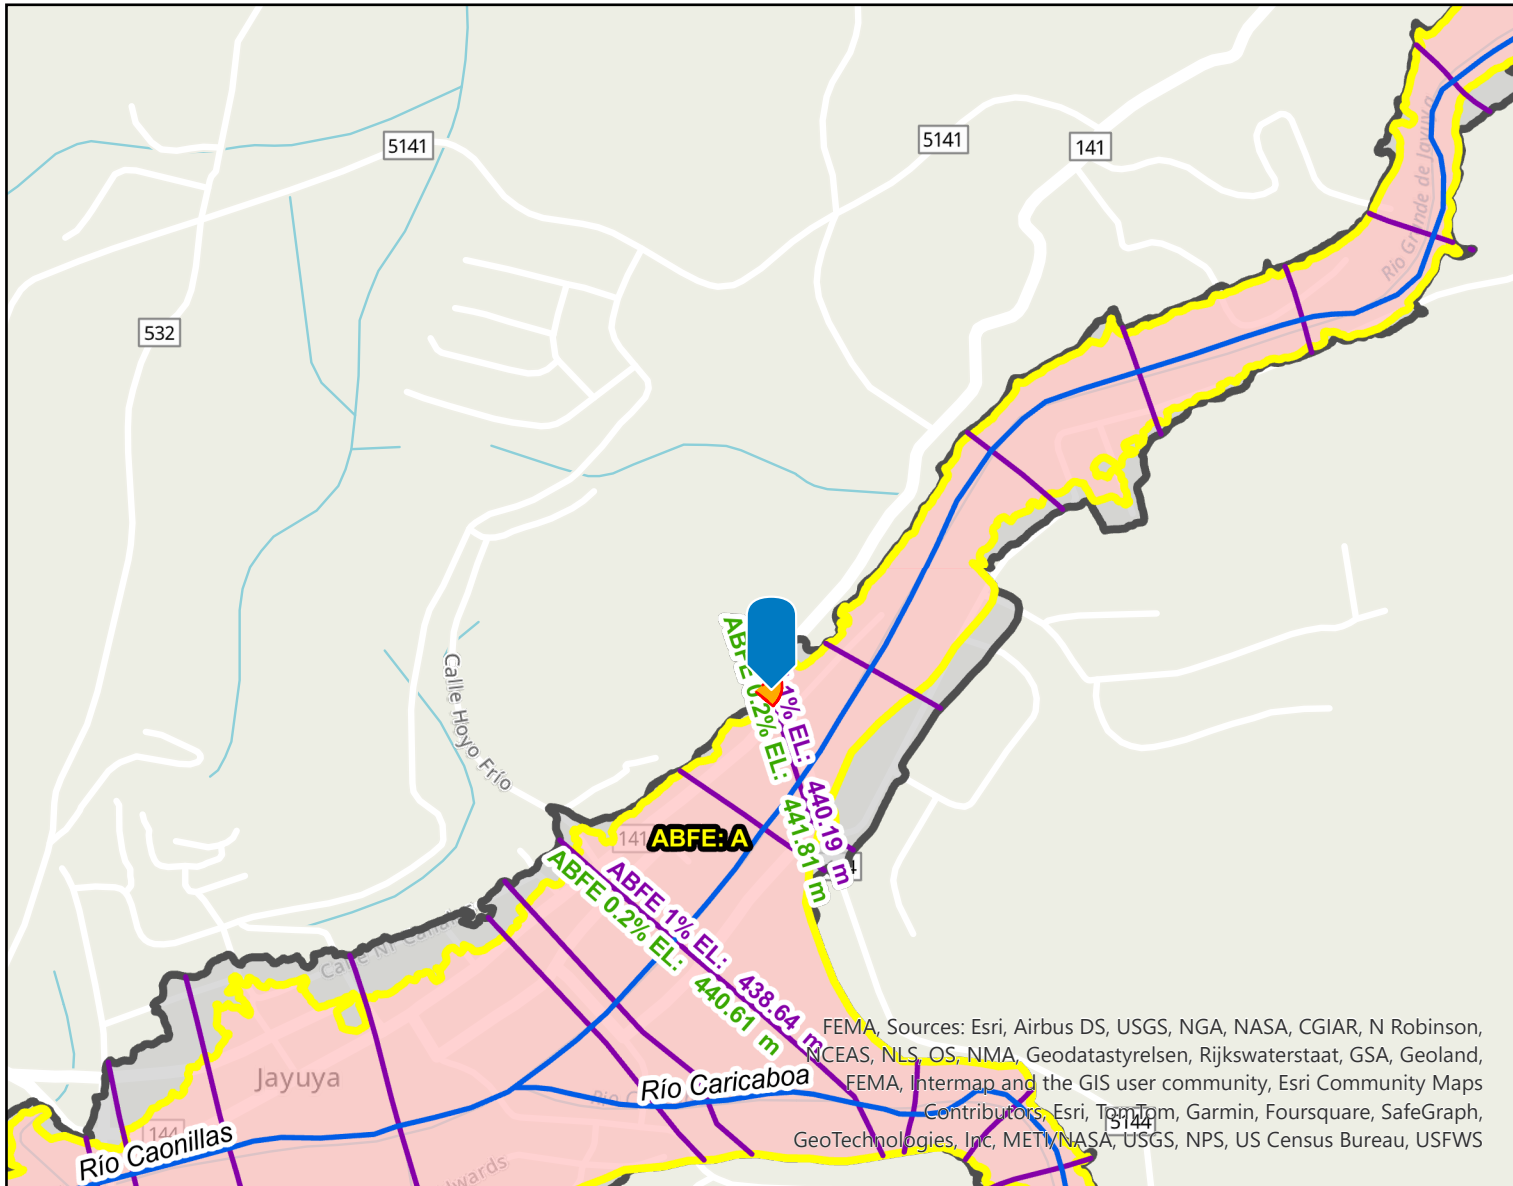 5141
5141
141
532
Río Grande de Jayuya
Calle Hoyo Frío
ABFE 0.2% EL: 441.81 m
1% EL: 440.19 m
141
ABFE: A
ABFE 1% EL: 438.64 m
ABFE 0.2% EL: 440.61 m
Jayuya
Río Caricaboa
144
Río Caonillas
5144
FEMA, Sources: Esri, Airbus DS, USGS, NGA, NASA, CGIAR, N Robinson,
NCEAS, NLS, OS, NMA, Geodatastyrelsen, Rijkswaterstaat, GSA, Geoland,
FEMA, Intermap and the GIS user community, Esri Community Maps
Contributors, Esri, TomTom, Garmin, Foursquare, SafeGraph,
GeoTechnologies, Inc, METI/NASA, USGS, NPS, US Census Bureau, USFWS